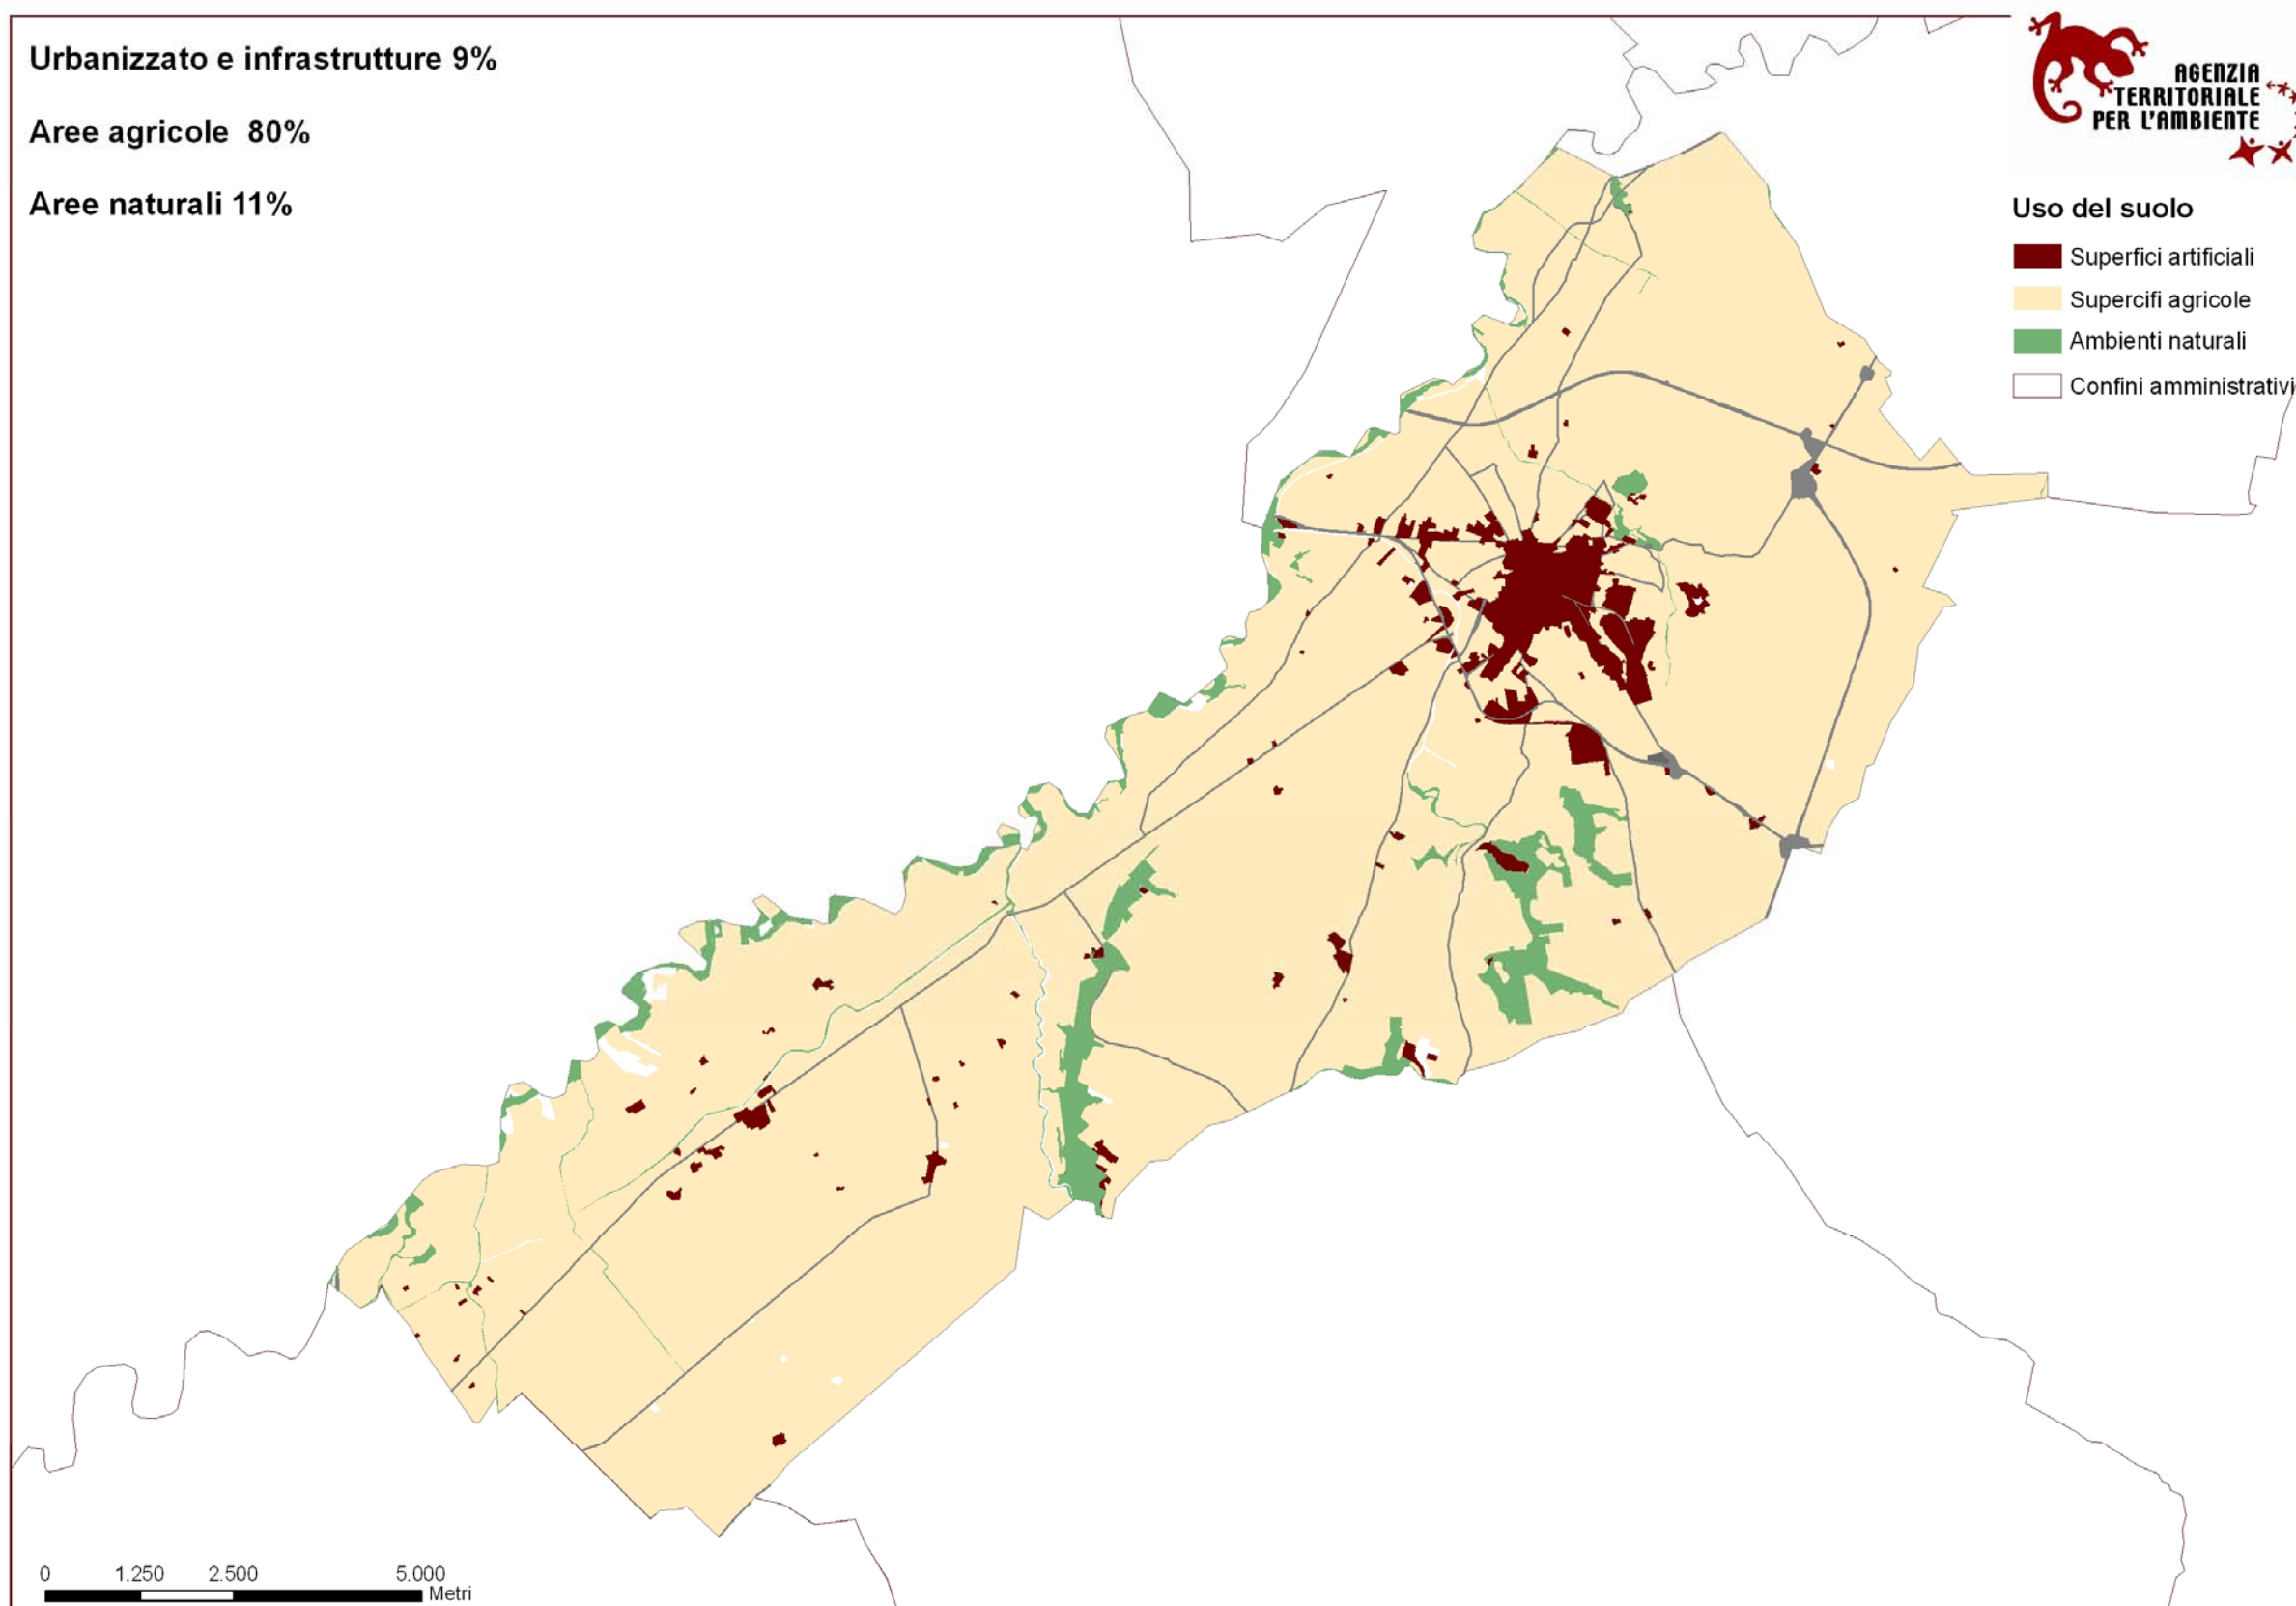 Urbanizzato e infrastrutture 9%
Aree agricole 80%
Aree naturali 11%
AGENZIA
TERRITORIALE
PER L'AMBIENTE
Uso del suolo
Superfici artificiali
Supercifi agricole
Ambienti naturali
Confini amministrativi
0 1.250 2.500 5.000
Metri